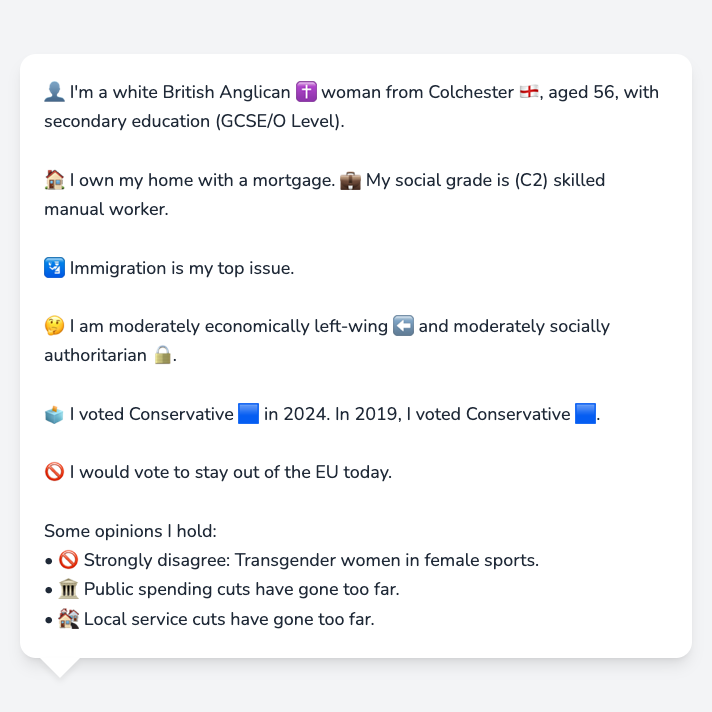 👤 I'm a white British Anglican ✝️ woman from Colchester 🏴󠁧󠁢󠁥󠁮󠁧󠁿, aged 56, with
secondary education (GCSE/O Level).
🏠 I own my home with a mortgage. 💼 My social grade is (C2) skilled
manual worker.
🛂 Immigration is my top issue.
🤔 I am moderately economically left-wing ⬅️ and moderately socially
authoritarian 🔒.
🗳️ I voted Conservative 🟦 in 2024. In 2019, I voted Conservative 🟦.
🚫 I would vote to stay out of the EU today.
Some opinions I hold:
• 🚫 Strongly disagree: Transgender women in female sports.
• 🏛️ Public spending cuts have gone too far.
• 🏚️ Local service cuts have gone too far.